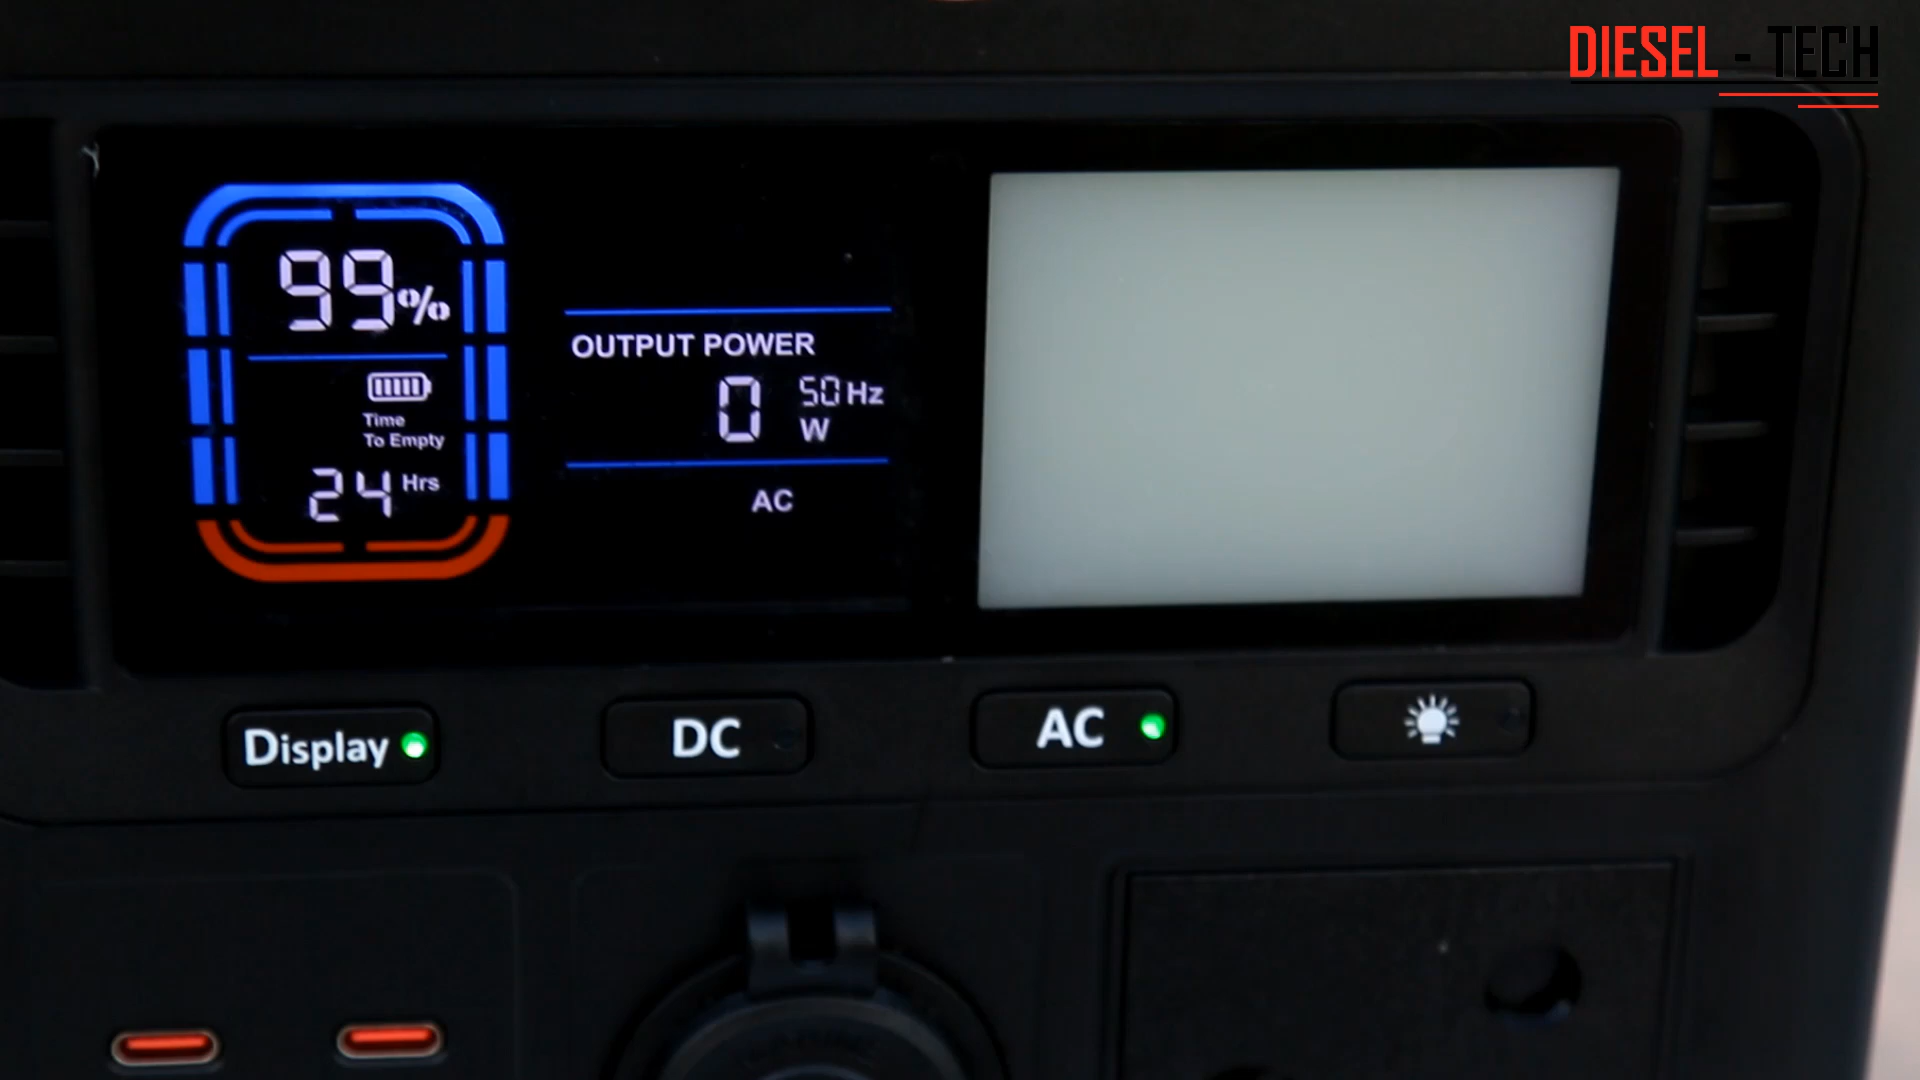 DIESEL - TECH
99%
OUTPUT POWER
0 50 Hz
W
Time
To Empty
24 Hrs
AC
Display
DC
AC